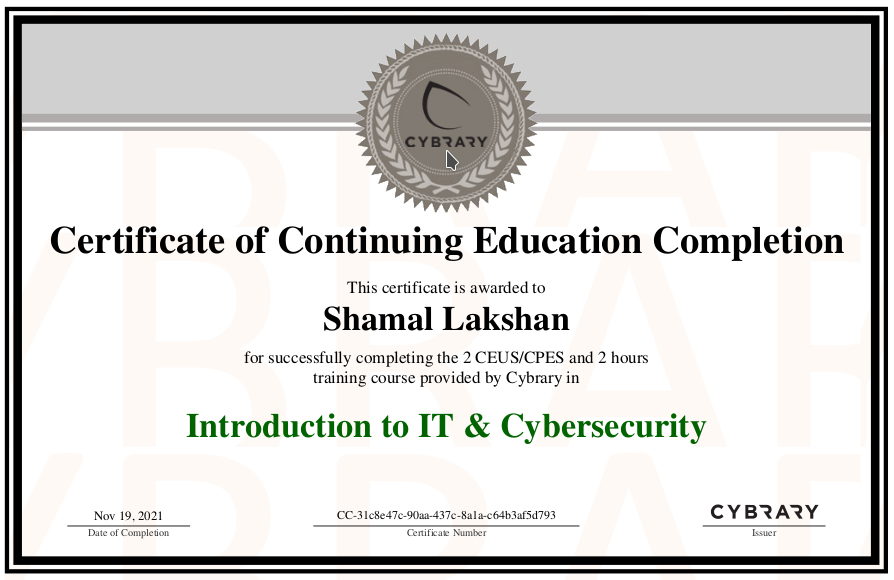 CYBRARY
Certificate of Continuing Education Completion
This certificate is awarded to
Shamal Lakshan
for successfully completing the 2 CEUS/CPES and 2 hours
training course provided by Cybrary in
Introduction to IT & Cybersecurity
Nov 19, 2021
Date of Completion
CC-31c8e47c-90aa-437c-8a1a-c64b3af5d793
Certificate Number
CYBRARY
Issuer